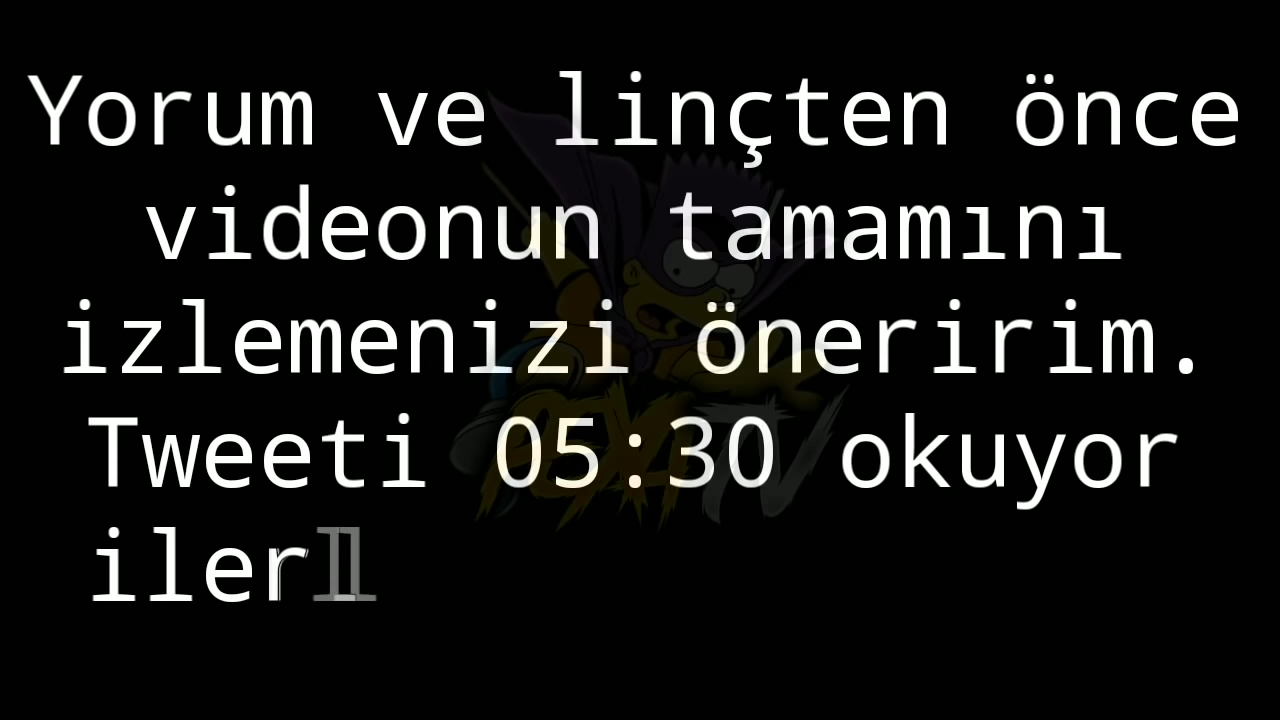 Yorum ve linçten önce
videonun tamamını
izlemenizi öneririm.
Tweeti 05:30 okuyor
iler